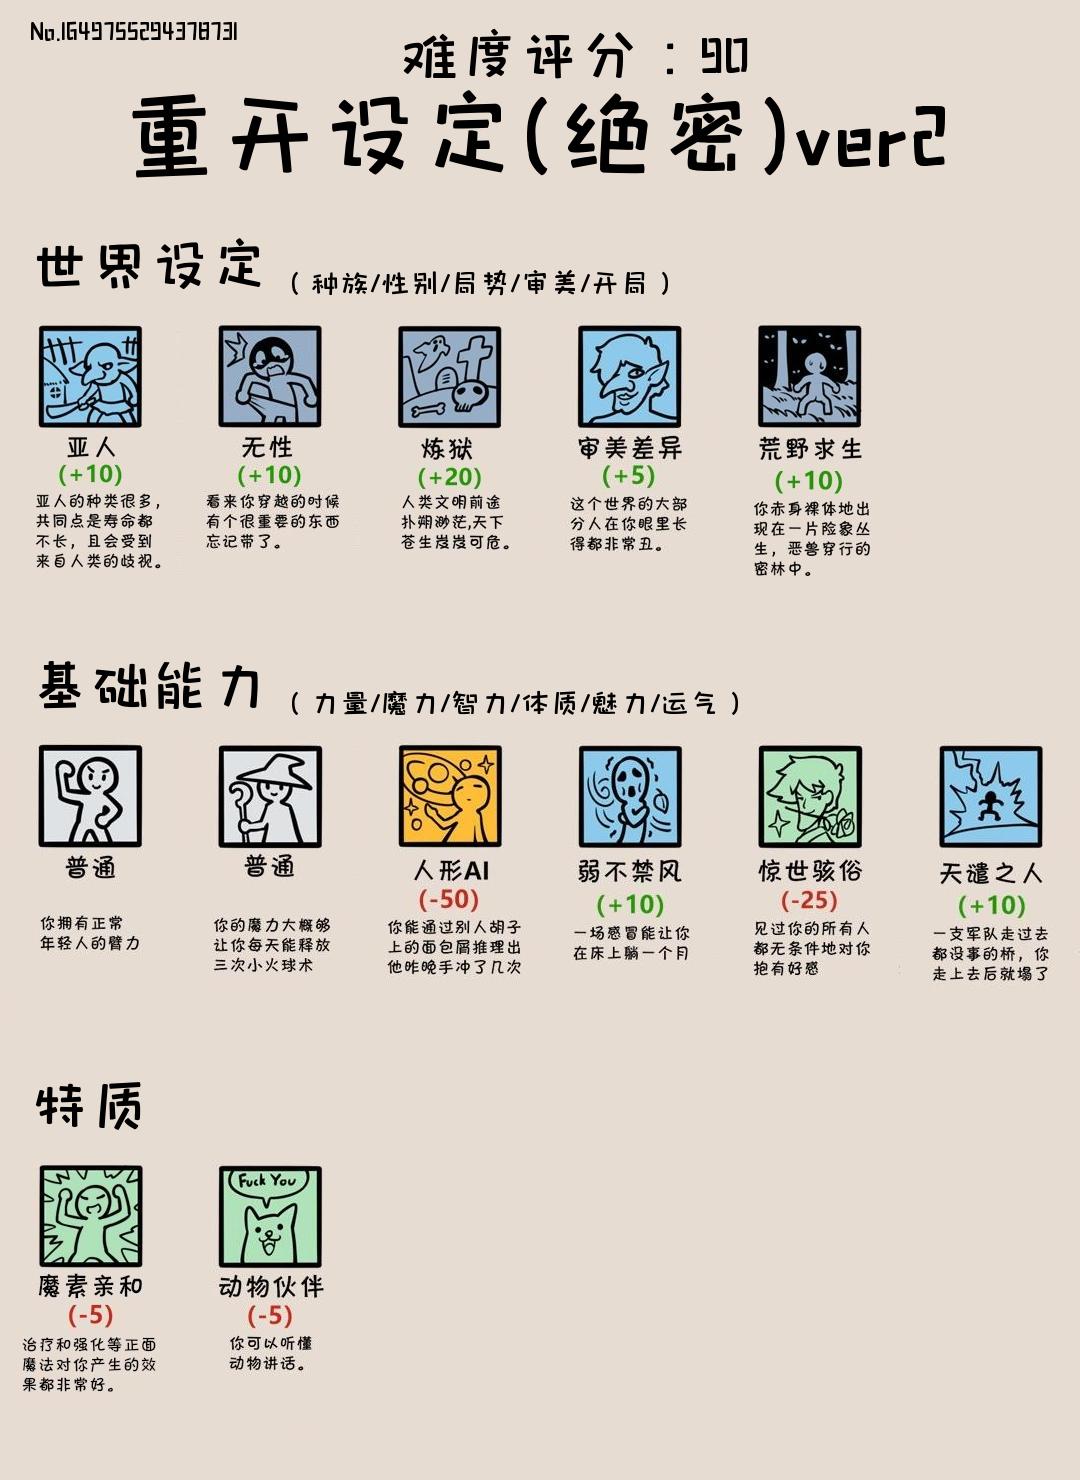 No.1649755294378731
难度评分：90
重开设定(绝密)ver2
世界设定 ( 种族/性别/局势/审美/开局 )
亚人
(+10)
亚人的种类很多，
共同点是寿命都
不长，且会受到
来自人类的歧视。
无性
(+10)
看来你穿越的时候
有个很重要的东西
忘记带了。
炼狱
(+20)
人类文明前途
扑朔渺茫,天下
苍生岌岌可危。
审美差异
(+5)
这个世界的大部
分人在你眼里长
得都非常丑。
荒野求生
(+10)
你赤身裸体地出
现在一片险象丛
生，恶兽穿行的
密林中。
基础能力 ( 力量/魔力/智力/体质/魅力/运气 )
普通
你拥有正常
年轻人的臂力
普通
你的魔力大概够
让你每天能释放
三次小火球术
人形AI
(-50)
你能通过别人胡子
上的面包屑推理出
他昨晚手冲了几次
弱不禁风
(+10)
一场感冒能让你
在床上躺一个月
惊世骇俗
(-25)
见过你的所有人
都无条件地对你
抱有好感
天谴之人
(+10)
一支军队走过去
都没事的桥，你
走上去后就塌了
特质
魔素亲和
(-5)
治疗和强化等正面
魔法对你产生的效
果都非常好。
Fuck You
动物伙伴
(-5)
你可以听懂
动物讲话。